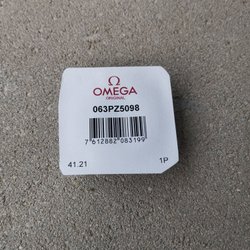 Ω
OMEGA
ORIGINAL
063PZ5098
7 612882 083199
41.21 1P